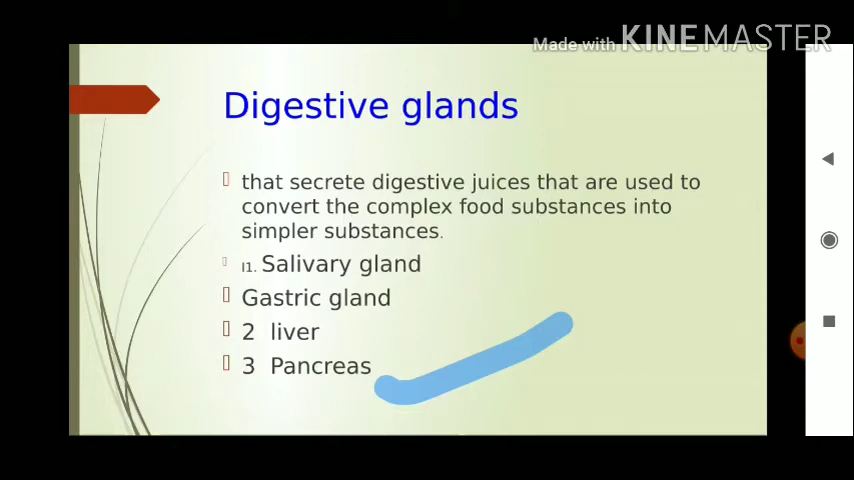 Made with KINEMASTER
Digestive glands
that secrete digestive juices that are used to
convert the complex food substances into
simpler substances.
I1. Salivary gland
Gastric gland
2 liver
3 Pancreas